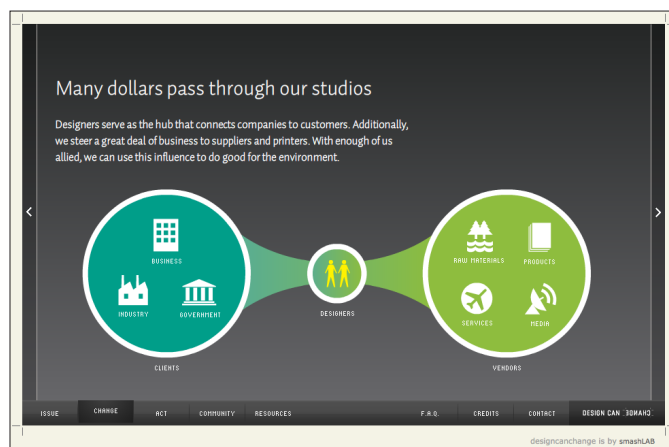 Many dollars pass through our studios
Designers serve as the hub that connects companies to customers. Additionally,
we steer a great deal of business to suppliers and printers. With enough of us
allied, we can use this influence to do good for the environment.
BUSINESS
INDUSTRY
GOVERNMENT
CLIENTS
DESIGNERS
RAW MATERIALS
PRODUCTS
SERVICES
MEDIA
VENDORS
ISSUE CHANGE ACT COMMUNITY RESOURCES F.A.Q. CREDITS CONTACT DESIGN CAN CHANGE
designcanchange is by smashLAB